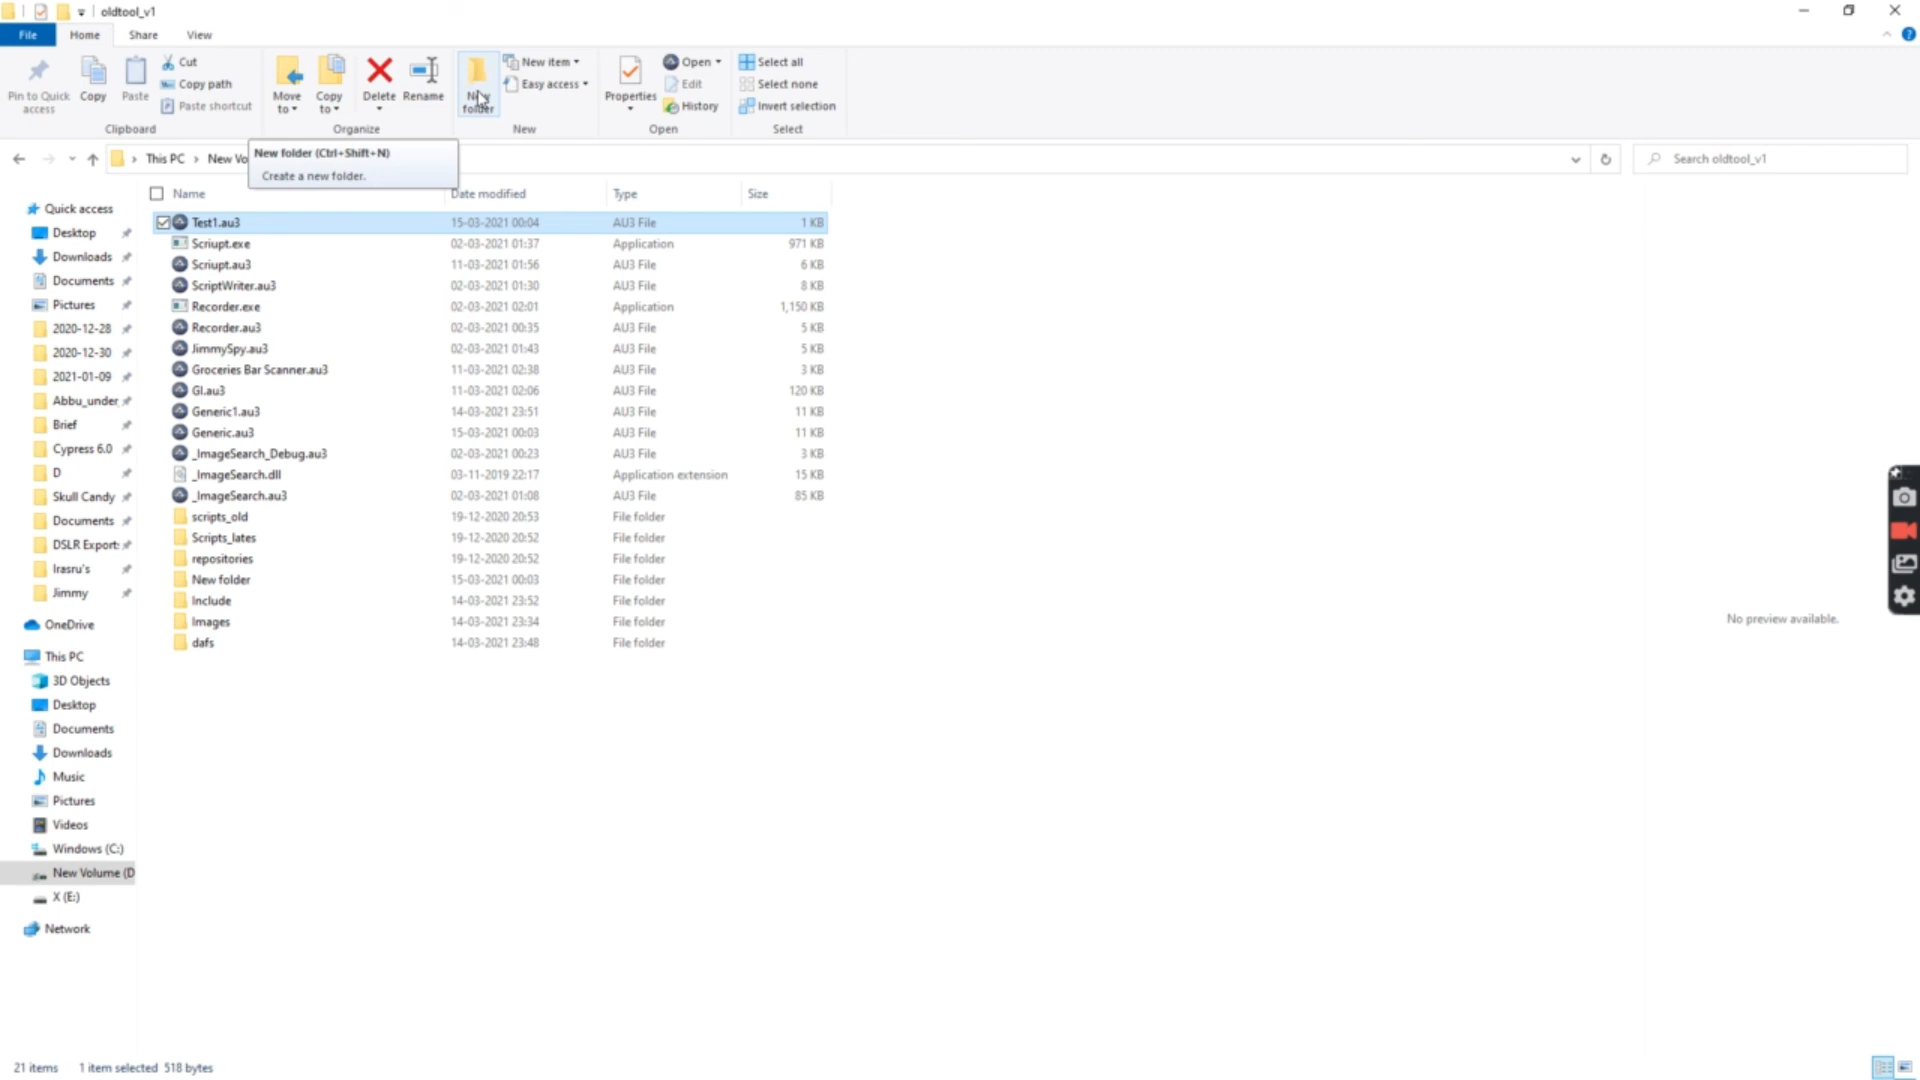 oldtool_v1
File Home Share View
Pin to Quick access
Copy
Paste
Cut
Copy path
Paste shortcut
Clipboard
Move to
Copy to
Delete
Rename
Organize
New folder
New item
Easy access
New
Properties
Open
Edit
History
Open
Select all
Select none
Invert selection
Select
This PC > New Vo
Search oldtool_v1
New folder (Ctrl+Shift+N)
Create a new folder.
Name Date modified Type Size
Test1.au3 15-03-2021 00:04 AU3 File 1 KB
Scriupt.exe 02-03-2021 01:37 Application 971 KB
Scriupt.au3 11-03-2021 01:56 AU3 File 6 KB
ScriptWriter.au3 02-03-2021 01:30 AU3 File 8 KB
Recorder.exe 02-03-2021 02:01 Application 1,150 KB
Recorder.au3 02-03-2021 00:35 AU3 File 5 KB
JimmySpy.au3 02-03-2021 01:43 AU3 File 5 KB
Groceries Bar Scanner.au3 11-03-2021 02:38 AU3 File 3 KB
GI.au3 11-03-2021 02:06 AU3 File 120 KB
Generic1.au3 14-03-2021 23:51 AU3 File 11 KB
Generic.au3 15-03-2021 00:03 AU3 File 11 KB
_ImageSearch_Debug.au3 02-03-2021 00:23 AU3 File 3 KB
_ImageSearch.dll 03-11-2019 22:17 Application extension 15 KB
_ImageSearch.au3 02-03-2021 01:08 AU3 File 85 KB
scripts_old 19-12-2020 20:53 File folder
Scripts_lates 19-12-2020 20:52 File folder
repositories 19-12-2020 20:52 File folder
New folder 15-03-2021 00:03 File folder
Include 14-03-2021 23:52 File folder
Images 14-03-2021 23:34 File folder
dafs 14-03-2021 23:48 File folder
Quick access
Desktop
Downloads
Documents
Pictures
2020-12-28
2020-12-30
2021-01-09
Abbu_under
Brief
Cypress 6.0
D
Skull Candy
Documents
DSLR Export
Irasru's
Jimmy
OneDrive
This PC
3D Objects
Desktop
Documents
Downloads
Music
Pictures
Videos
Windows (C:)
New Volume (D
X (E:)
Network
No preview available.
21 items 1 item selected 518 bytes